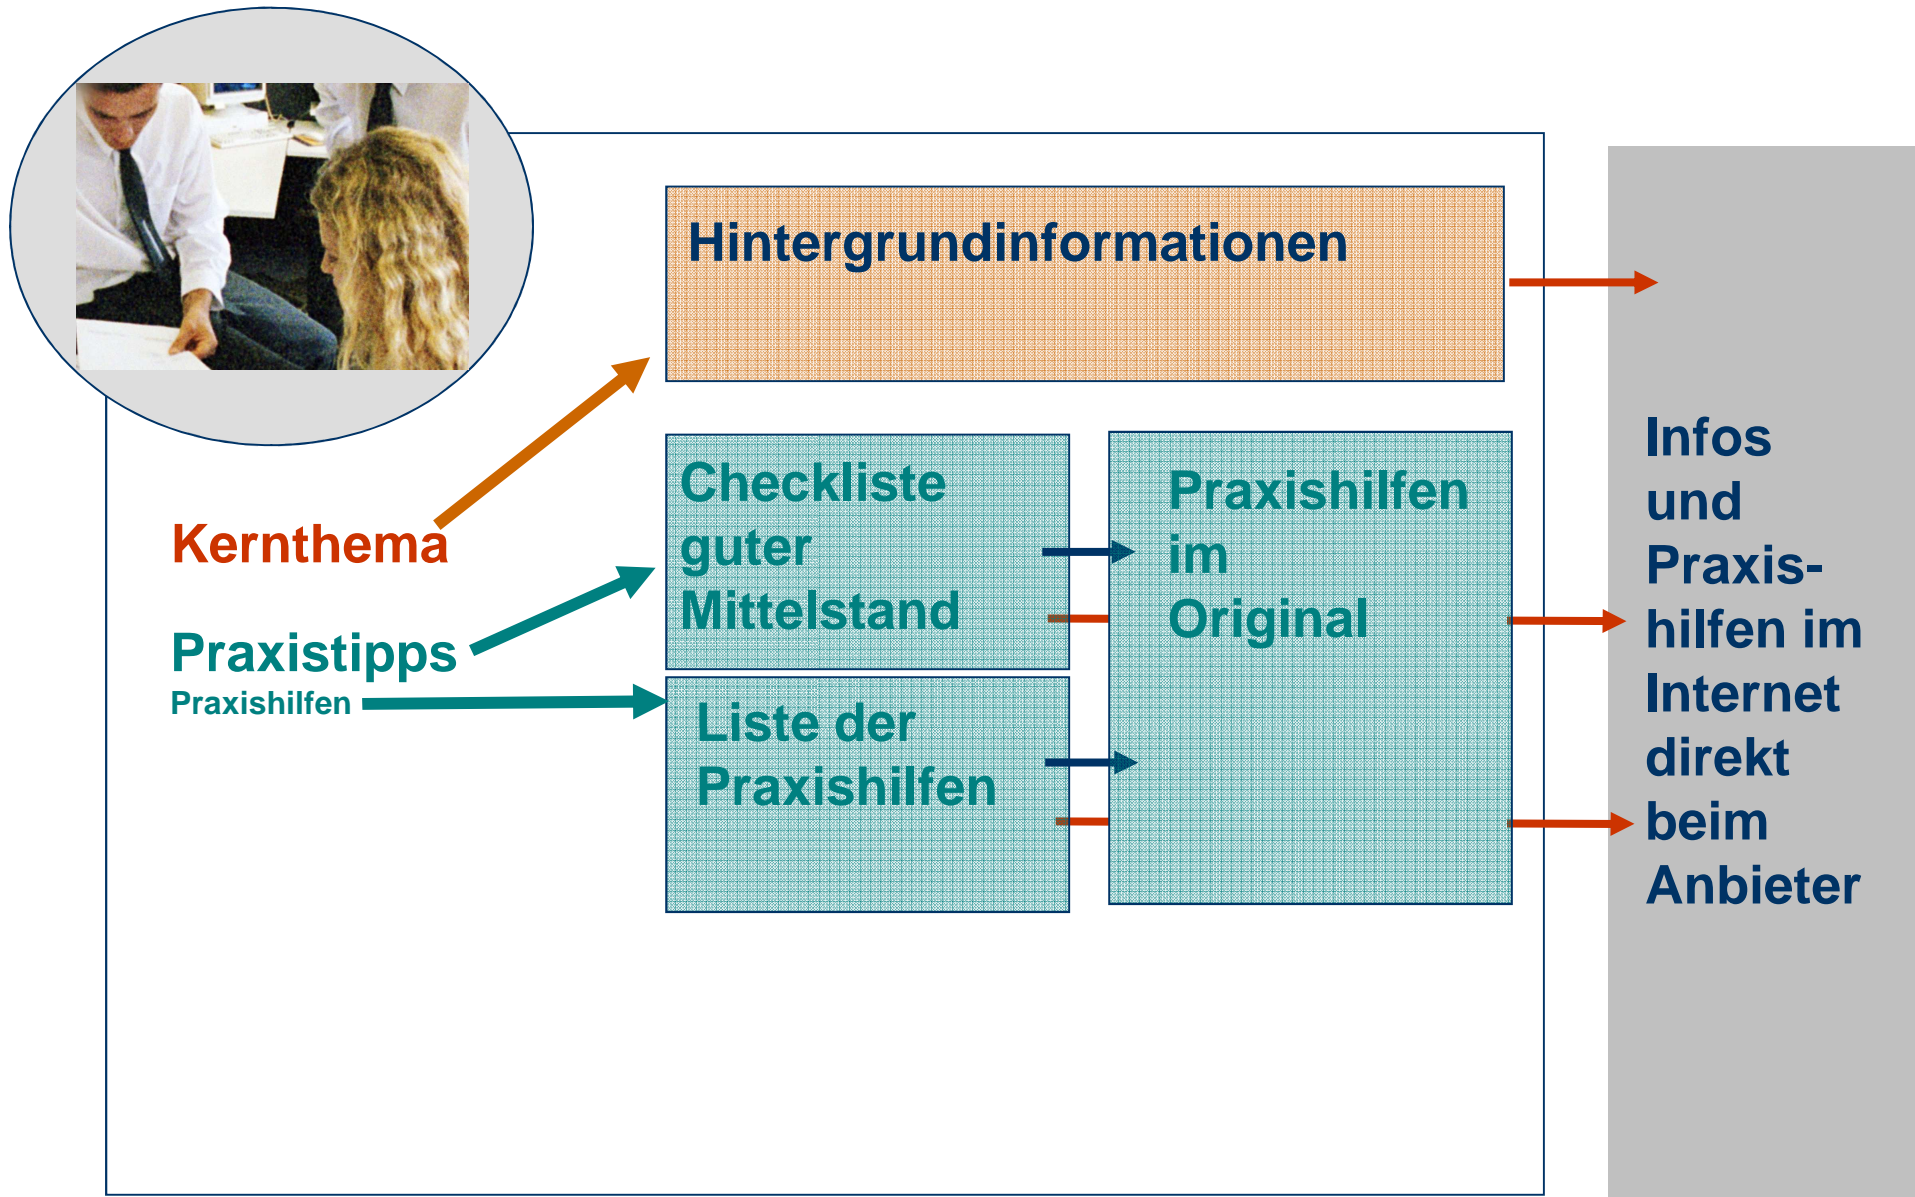 Hintergrundinformationen
Kernthema
Praxistipps
Praxishilfen
Checkliste
guter
Mittelstand
Liste der
Praxishilfen
Praxishilfen
im
Original
Infos
und
Praxis-
hilfen im
Internet
direkt
beim
Anbieter